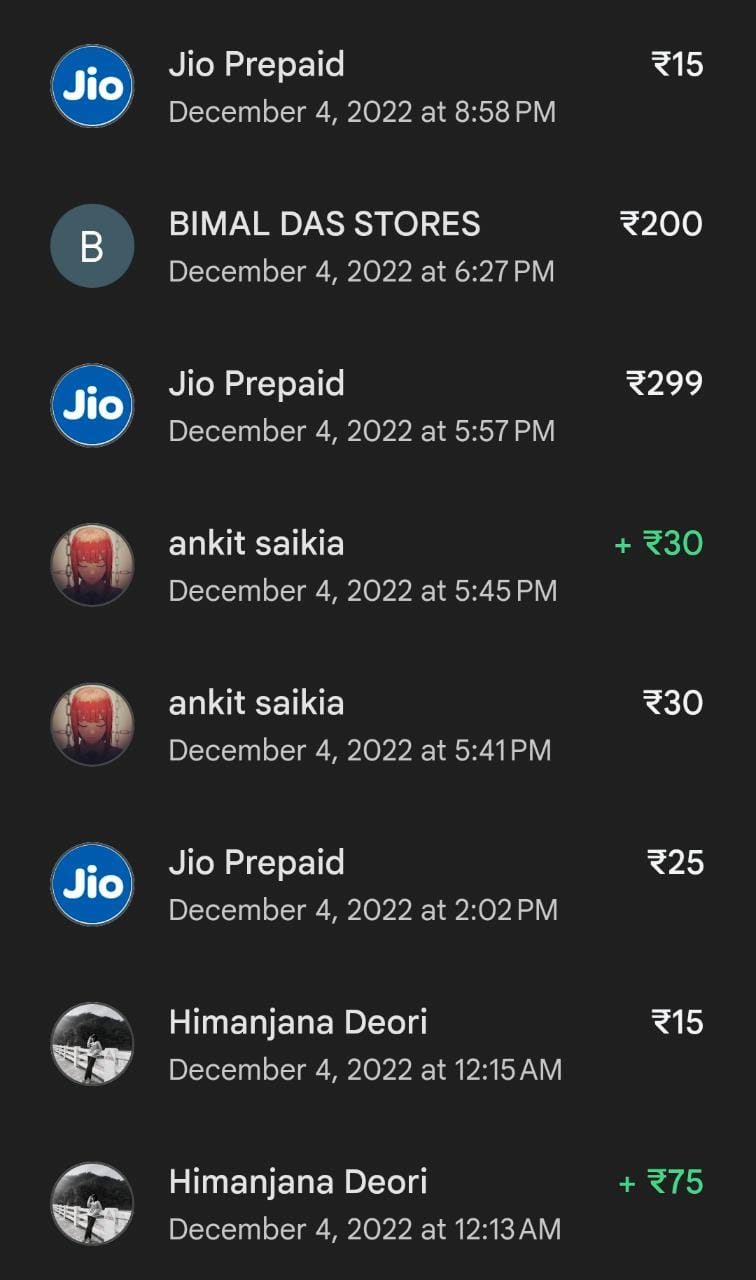 Jio
Jio Prepaid
₹15
December 4, 2022 at 8:58 PM
B
BIMAL DAS STORES
₹200
December 4, 2022 at 6:27 PM
Jio
Jio Prepaid
₹299
December 4, 2022 at 5:57 PM
ankit saikia
+ ₹30
December 4, 2022 at 5:45 PM
ankit saikia
₹30
December 4, 2022 at 5:41 PM
Jio
Jio Prepaid
₹25
December 4, 2022 at 2:02 PM
Himanjana Deori
₹15
December 4, 2022 at 12:15 AM
Himanjana Deori
+ ₹75
December 4, 2022 at 12:13 AM